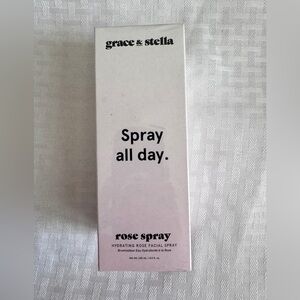 grace & stella
Spray
all day.
rose spray
HYDRATING ROSE FACIAL SPRAY